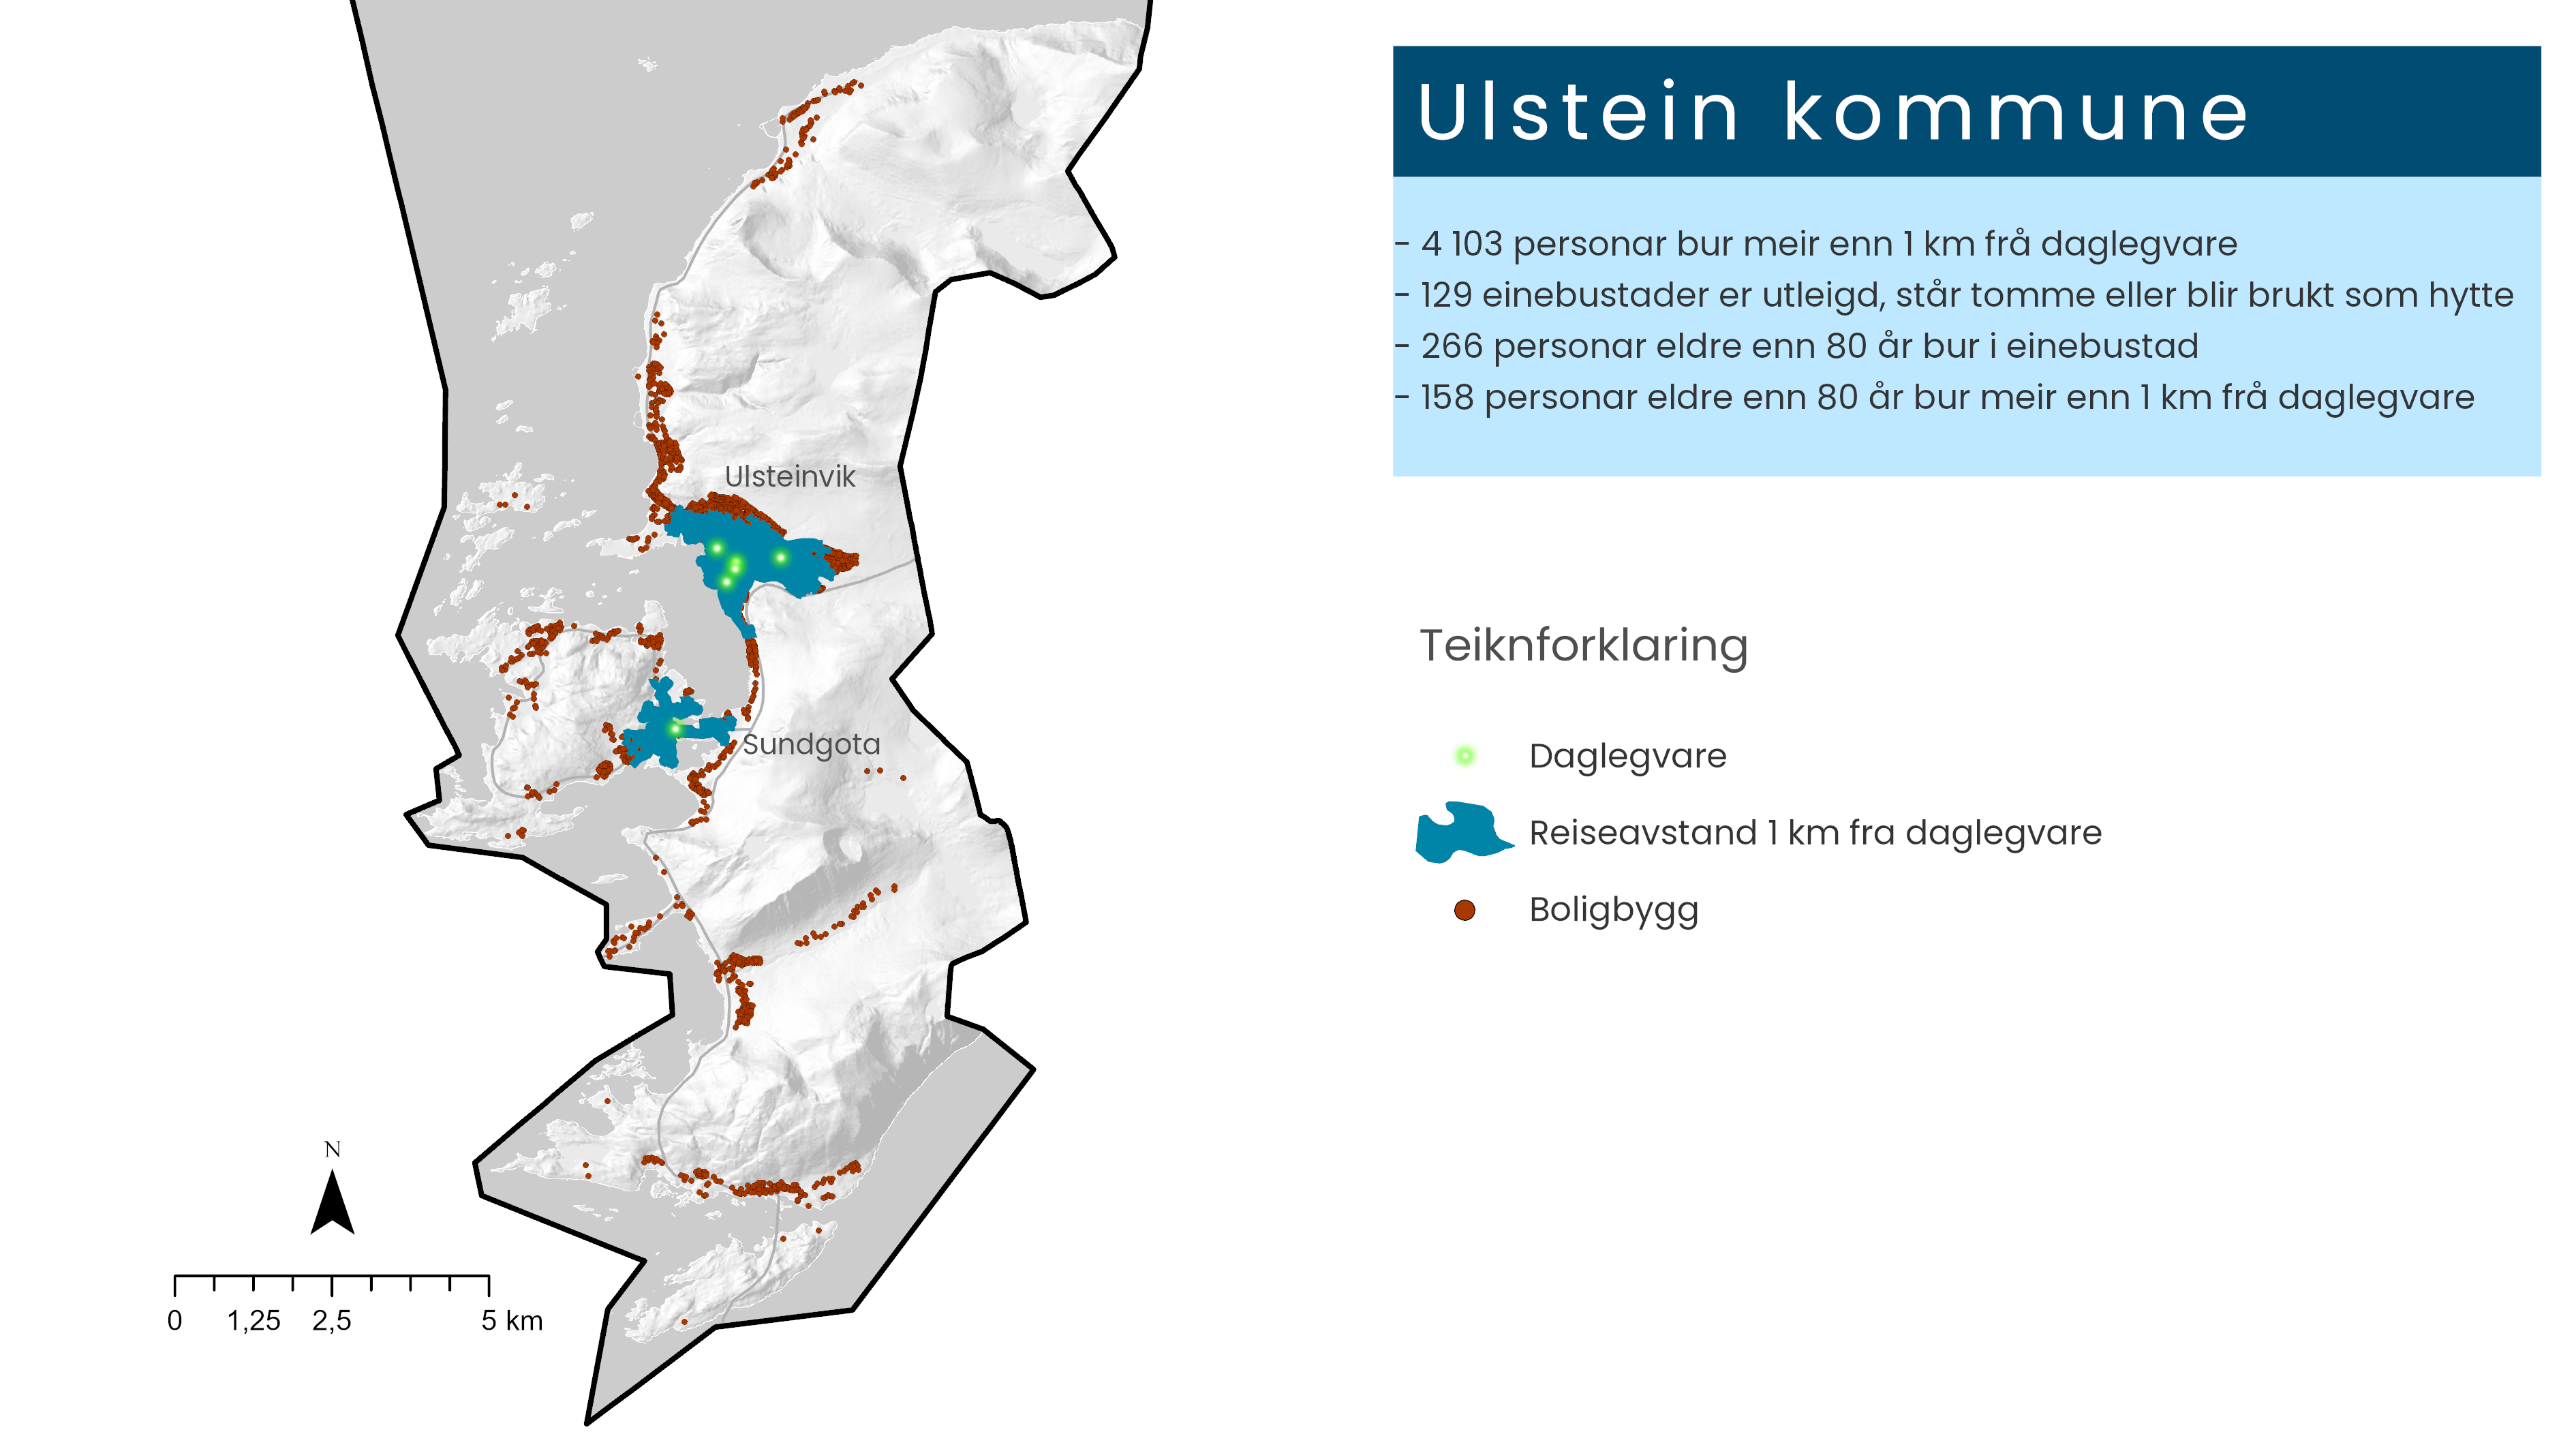 Ulstein kommune
- 4 103 personar bur meir enn 1 km frå daglegvare
- 129 einebustader er utleigd, står tomme eller blir brukt som hytte
- 266 personar eldre enn 80 år bur i einebustad
- 158 personar eldre enn 80 år bur meir enn 1 km frå daglegvare
Ulsteinvik
Sundgota
Teiknforklaring
Daglegvare
Reiseavstand 1 km fra daglegvare
Boligbygg
N
0 1,25 2,5 5 km